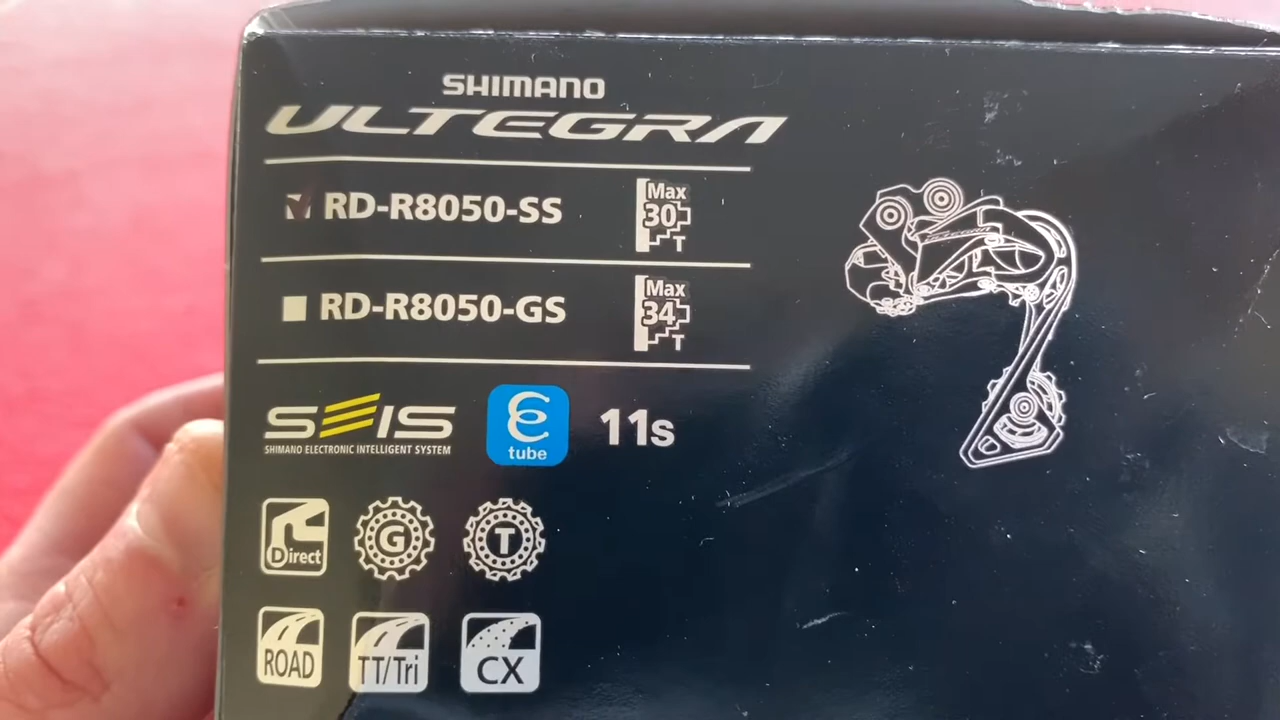 SHIMANO
ULTEGRA
RD-R8050-SS
Max
30
T
RD-R8050-GS
Max
34
T
SEIS
SHIMANO ELECTRONIC INTELLIGENT SYSTEM
e
tube
11s
Direct
G
T
ROAD
TT/Tri
CX
ULTEGRA